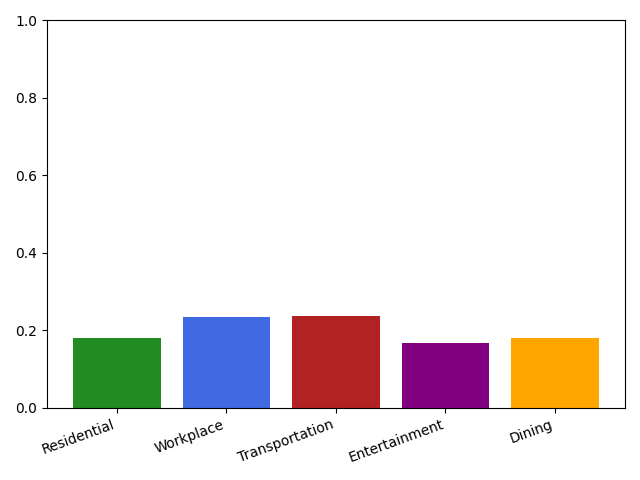 1.0
0.8
0.6
0.4
0.2
0.0
Residential
Workplace
Transportation
Entertainment
Dining